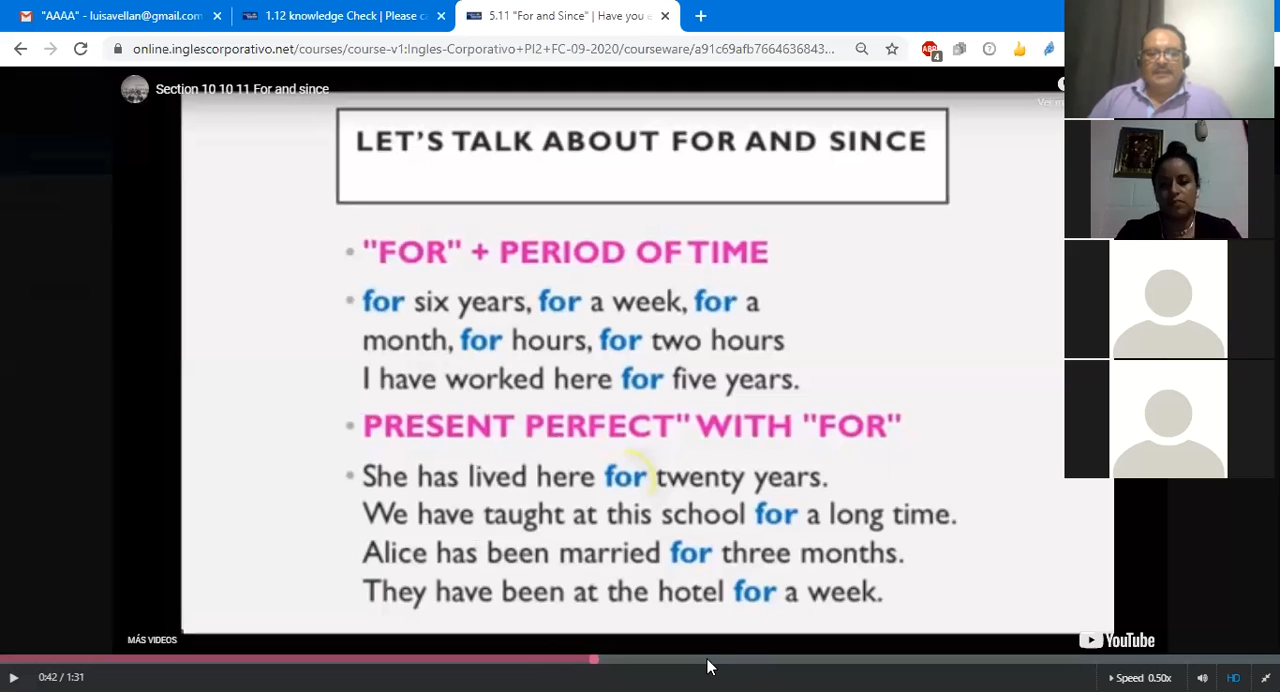 "AAAA" - luisavellan@gmail.com
1.12 knowledge Check | Please ca
5.11 "For and Since" | Have you e
online.inglescorporativo.net/courses/course-v1:Ingles-Corporativo+PI2+FC-09-2020/courseware/a91c69afb7664636843...
ABP
4
Section 10 10 11 For and since
Ver
LET'S TALK ABOUT FOR AND SINCE
• "FOR" + PERIOD OF TIME
• for six years, for a week, for a
month, for hours, for two hours
I have worked here for five years.
• PRESENT PERFECT" WITH "FOR"
• She has lived here for twenty years.
We have taught at this school for a long time.
Alice has been married for three months.
They have been at the hotel for a week.
MÁS VIDEOS
YouTube
0:42 / 1:31
Speed 0.50x
HD